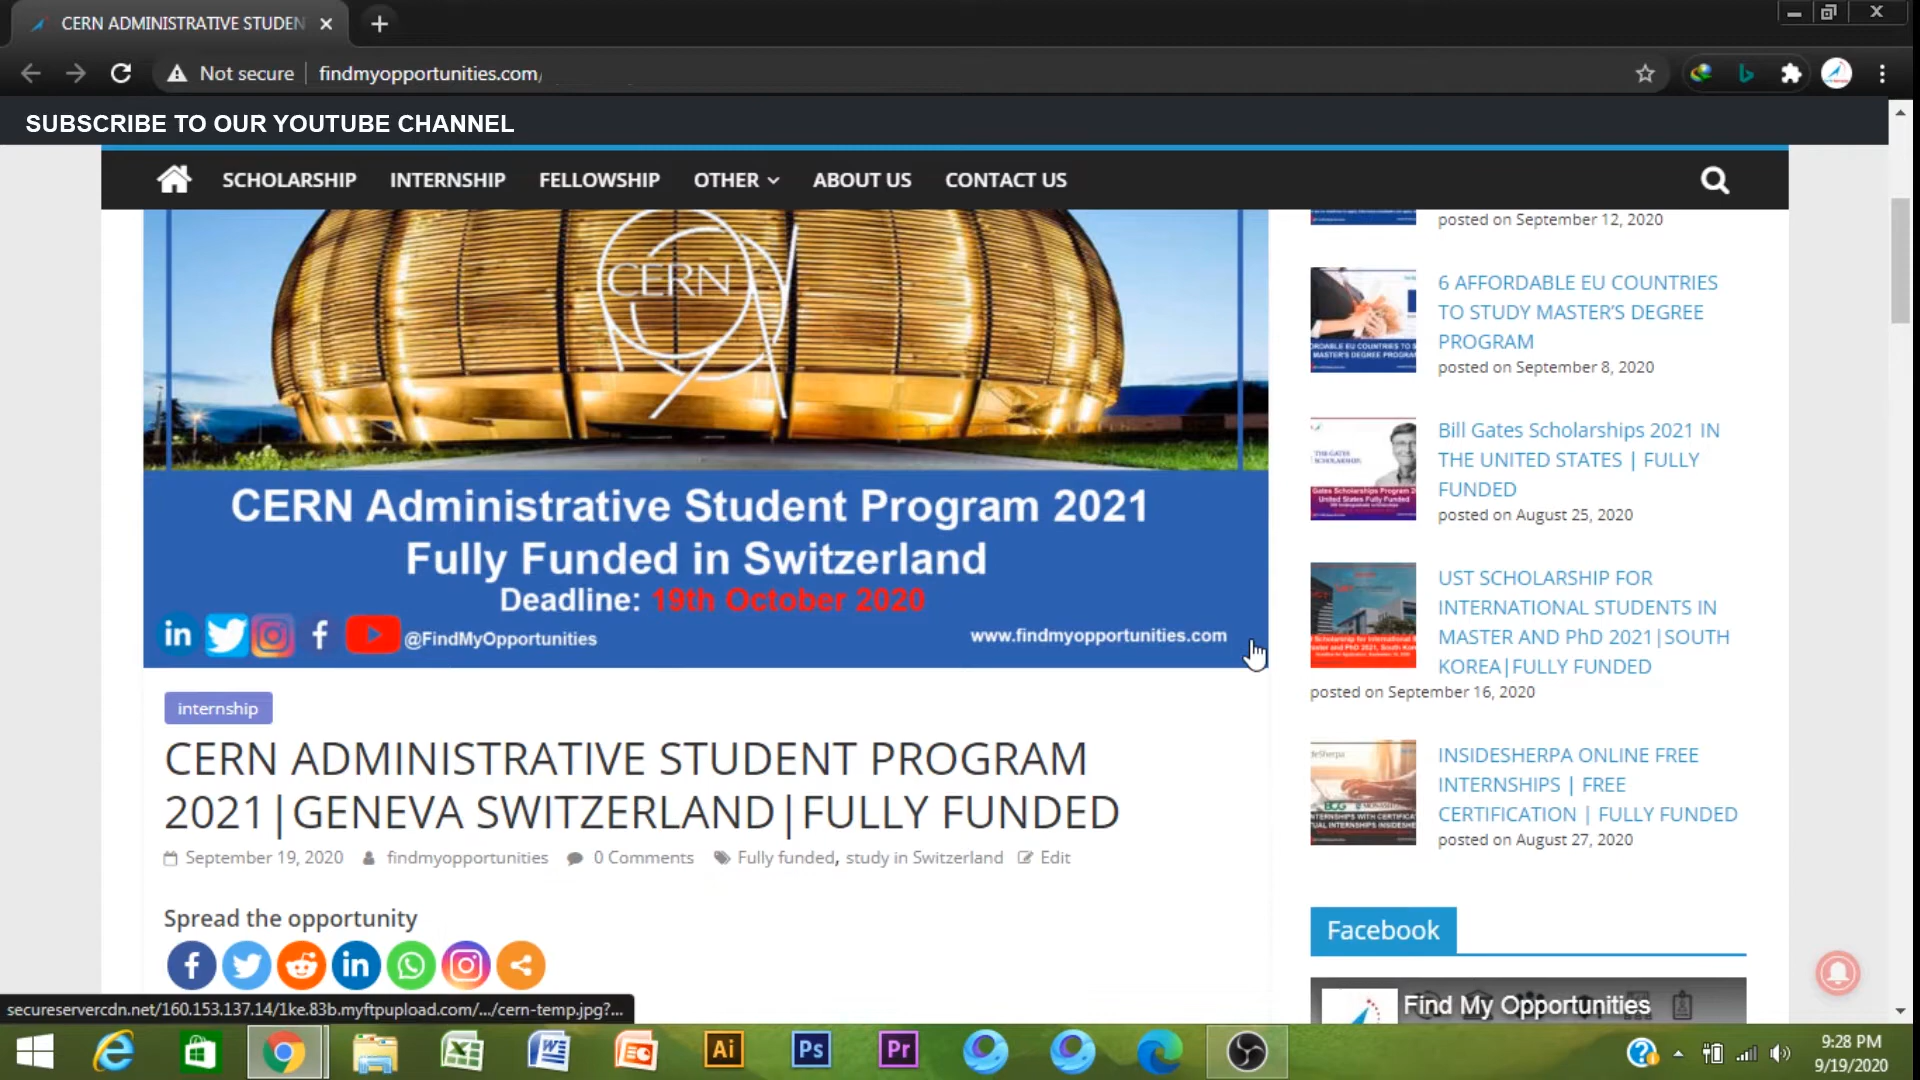 CERN ADMINISTRATIVE STUDEN
Not secure
findmyopportunities.com/
SUBSCRIBE TO OUR YOUTUBE CHANNEL
SCHOLARSHIP INTERNSHIP FELLOWSHIP OTHER ABOUT US CONTACT US
CERN
CERN Administrative Student Program 2021
Fully Funded in Switzerland
Deadline: 19th October 2020
@FindMyOpportunities
www.findmyopportunities.com
internship
CERN ADMINISTRATIVE STUDENT PROGRAM
2021|GENEVA SWITZERLAND|FULLY FUNDED
September 19, 2020 findmyopportunities 0 Comments Fully funded, study in Switzerland Edit
Spread the opportunity
posted on September 12, 2020
6 AFFORDABLE EU COUNTRIES
TO STUDY MASTER'S DEGREE
PROGRAM
posted on September 8, 2020
Bill Gates Scholarships 2021 IN
THE UNITED STATES | FULLY
FUNDED
posted on August 25, 2020
UST SCHOLARSHIP FOR
INTERNATIONAL STUDENTS IN
MASTER AND PhD 2021|SOUTH
KOREA|FULLY FUNDED
posted on September 16, 2020
INSIDESHERPA ONLINE FREE
INTERNSHIPS | FREE
CERTIFICATION | FULLY FUNDED
posted on August 27, 2020
Facebook
Find My Opportunities
secureservercdn.net/160.153.137.14/1ke.83b.myftpupload.com/.../cern-temp.jpg?...
Ai
Ps
Pr
9:28 PM
9/19/2020